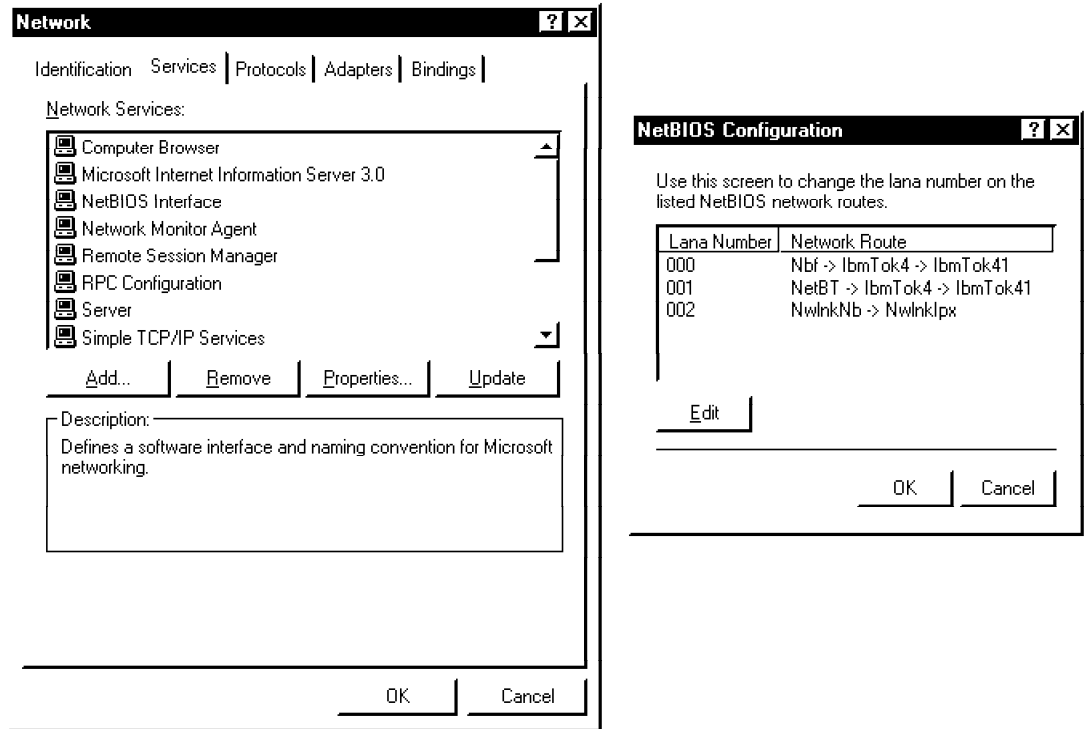 Network
Identification Services Protocols Adapters Bindings
Network Services:
Computer Browser
Microsoft Internet Information Server 3.0
NetBIOS Interface
Network Monitor Agent
Remote Session Manager
RPC Configuration
Server
Simple TCP/IP Services
Add... Remove Properties... Update
Description:
Defines a software interface and naming convention for Microsoft
networking.
OK Cancel
NetBIOS Configuration
Use this screen to change the lana number on the
listed NetBIOS network routes.
Lana Number Network Route
000 Nbf -> IbmTok4 -> IbmTok41
001 NetBT -> IbmTok4 -> IbmTok41
002 NwlnkNb -> NwlnkIpx
Edit
OK Cancel